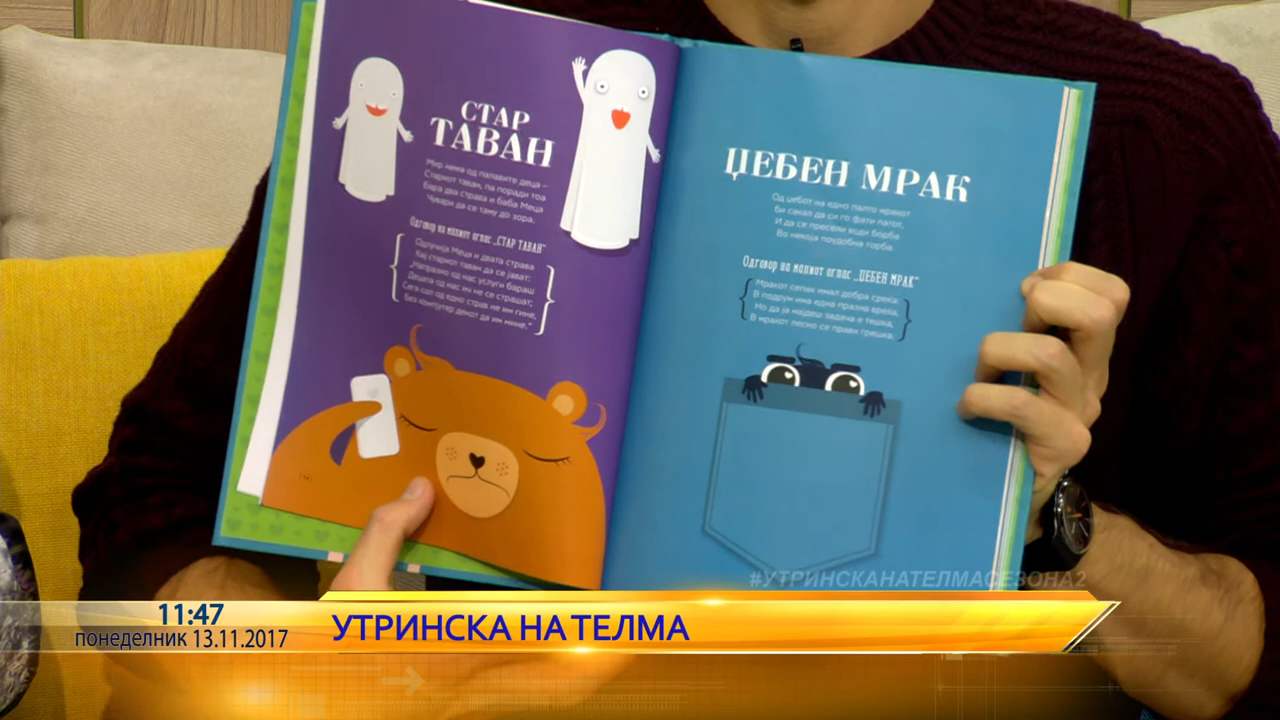 СТАР
ТАВАН
Мир нема од палавите деца –
Стариот таван, па поради тоа
Бара два страва и баба Меца
Чувари да се таму до зора.
Одговор на малиот оглас „СТАР ТАВАН"
Одлучија Меца и двата страва
Кај стариот таван да се јават:
„Напразно од нас услуги бараш
Децата од нас ич не се страшат;
Сега сал од едно страв не им гине,
Без компјутер денот да им мине."
ЏЕБЕН МРАК
Од џебот на едно палто мракот
би сакал да си го фати патот,
И да се пресели води борба
Во некоја поудобна торба.
Одговор на малиот оглас „ЏЕБЕН МРАК"
Мракот сепак имал добра среќа:
В подрум има една празна вреќа,
Но да ја најдеш задача е тешка,
В мракот лесно се прави грешка.
#УТРИНСКАНАТЕЛМАСЕЗОНА2
11:47
понеделник 13.11.2017
УТРИНСКА НА ТЕЛМА